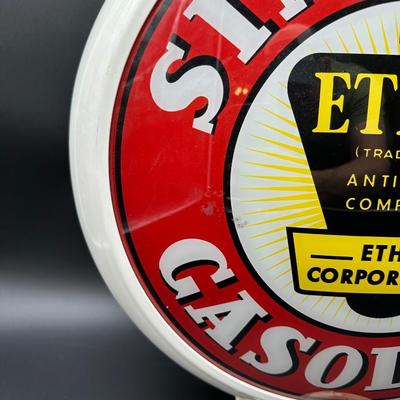 SI
ET
(TRAD
ANTI
COMP
ETH
CORPOR
GASOL